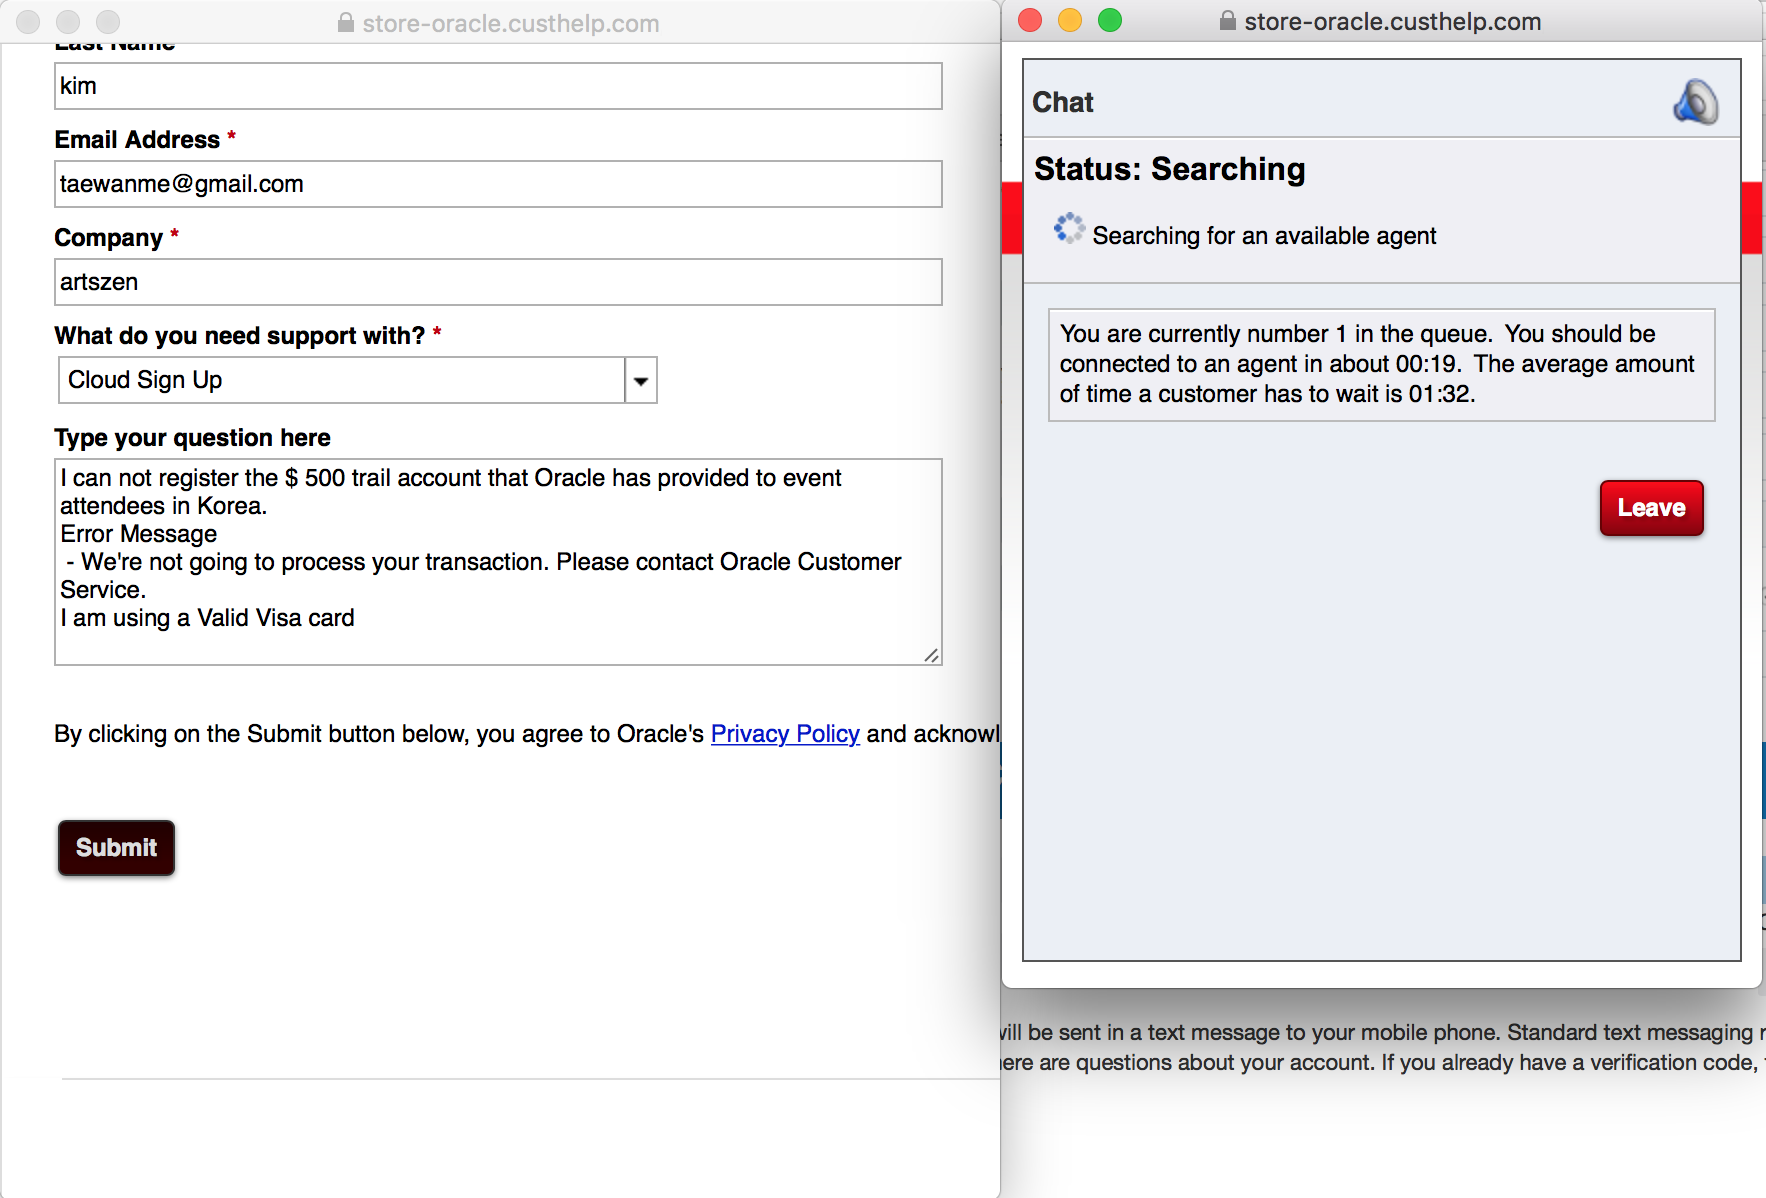 store-oracle.custhelp.com
Last Name
kim
Email Address *
taewanme@gmail.com
Company *
artszen
What do you need support with? *
Cloud Sign Up
Type your question here
I can not register the $ 500 trail account that Oracle has provided to event
attendees in Korea.
Error Message
- We're not going to process your transaction. Please contact Oracle Customer
Service.
I am using a Valid Visa card
By clicking on the Submit button below, you agree to Oracle's Privacy Policy and acknowl
Submit
store-oracle.custhelp.com
Chat
Status: Searching
Searching for an available agent
You are currently number 1 in the queue. You should be
connected to an agent in about 00:19. The average amount
of time a customer has to wait is 01:32.
Leave
will be sent in a text message to your mobile phone. Standard text messaging
ere are questions about your account. If you already have a verification code,